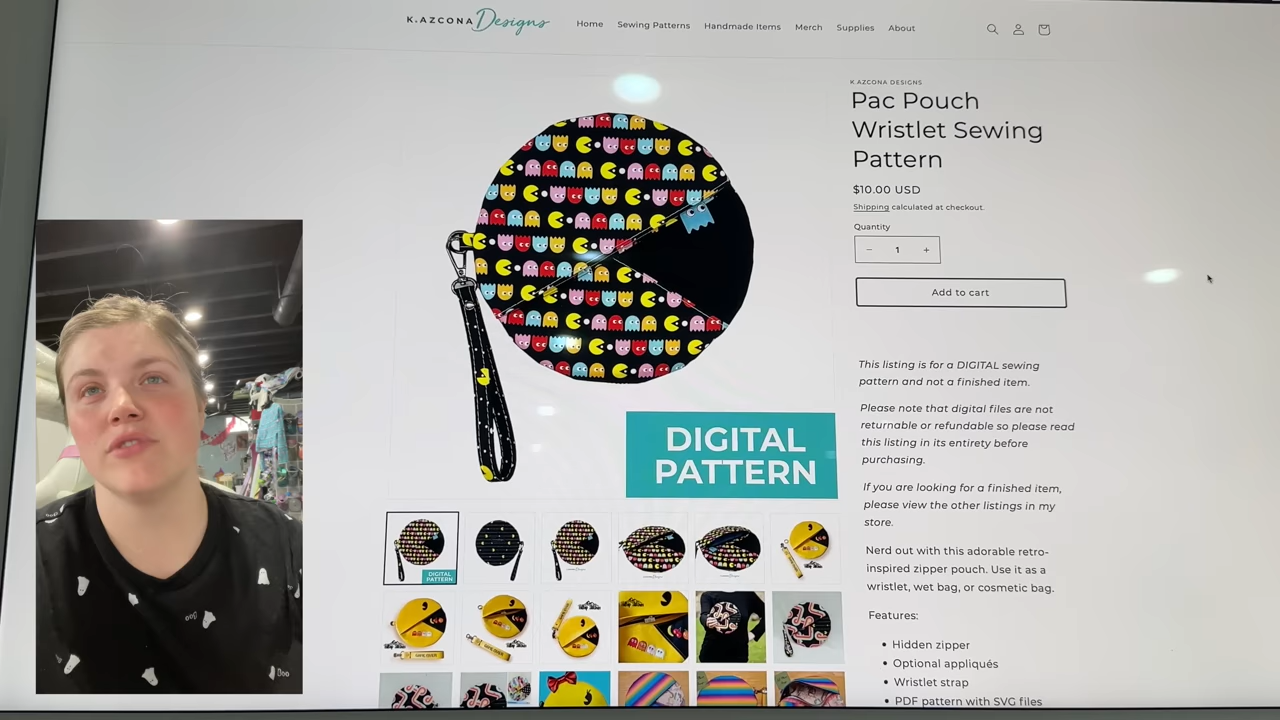 K.AZCONA Designs
Home Sewing Patterns Handmade Items Merch Supplies About
K AZCONA DESIGNS
Pac Pouch
Wristlet Sewing
Pattern
$10.00 USD
Shipping calculated at checkout.
Quantity
− 1 +
Add to cart
DIGITAL
PATTERN
This listing is for a DIGITAL sewing
pattern and not a finished item.
Please note that digital files are not
returnable or refundable so please read
this listing in its entirety before
purchasing.
If you are looking for a finished item,
please view the other listings in my
store.
Nerd out with this adorable retro-
inspired zipper pouch. Use it as a
wristlet, wet bag, or cosmetic bag.
Features:
• Hidden zipper
• Optional appliqués
• Wristlet strap
• PDF pattern with SVG files
DIGITAL
PATTERN
Boo